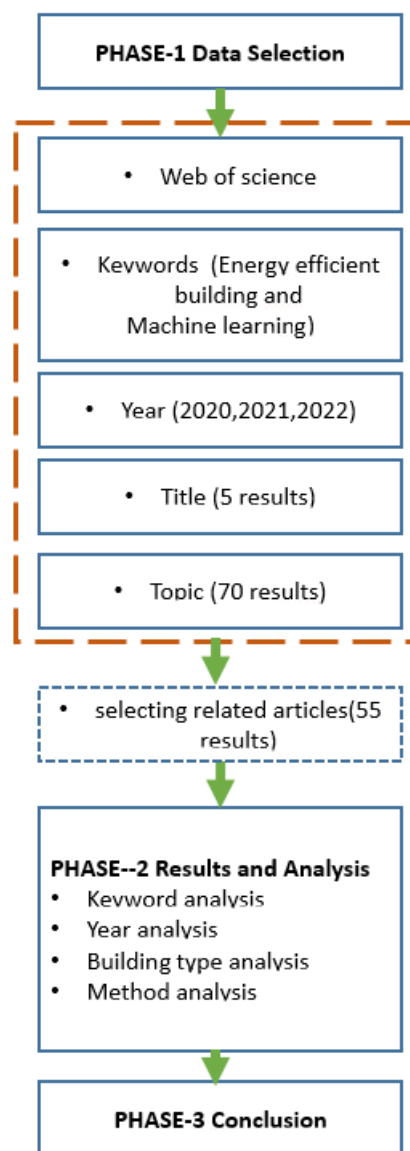 PHASE-1 Data Selection
• Web of science
• Keywords (Energy efficient
building and
Machine learning)
• Year (2020,2021,2022)
• Title (5 results)
• Topic (70 results)
• selecting related articles(55
results)
PHASE--2 Results and Analysis
• Keyword analysis
• Year analysis
• Building type analysis
• Method analysis
PHASE-3 Conclusion